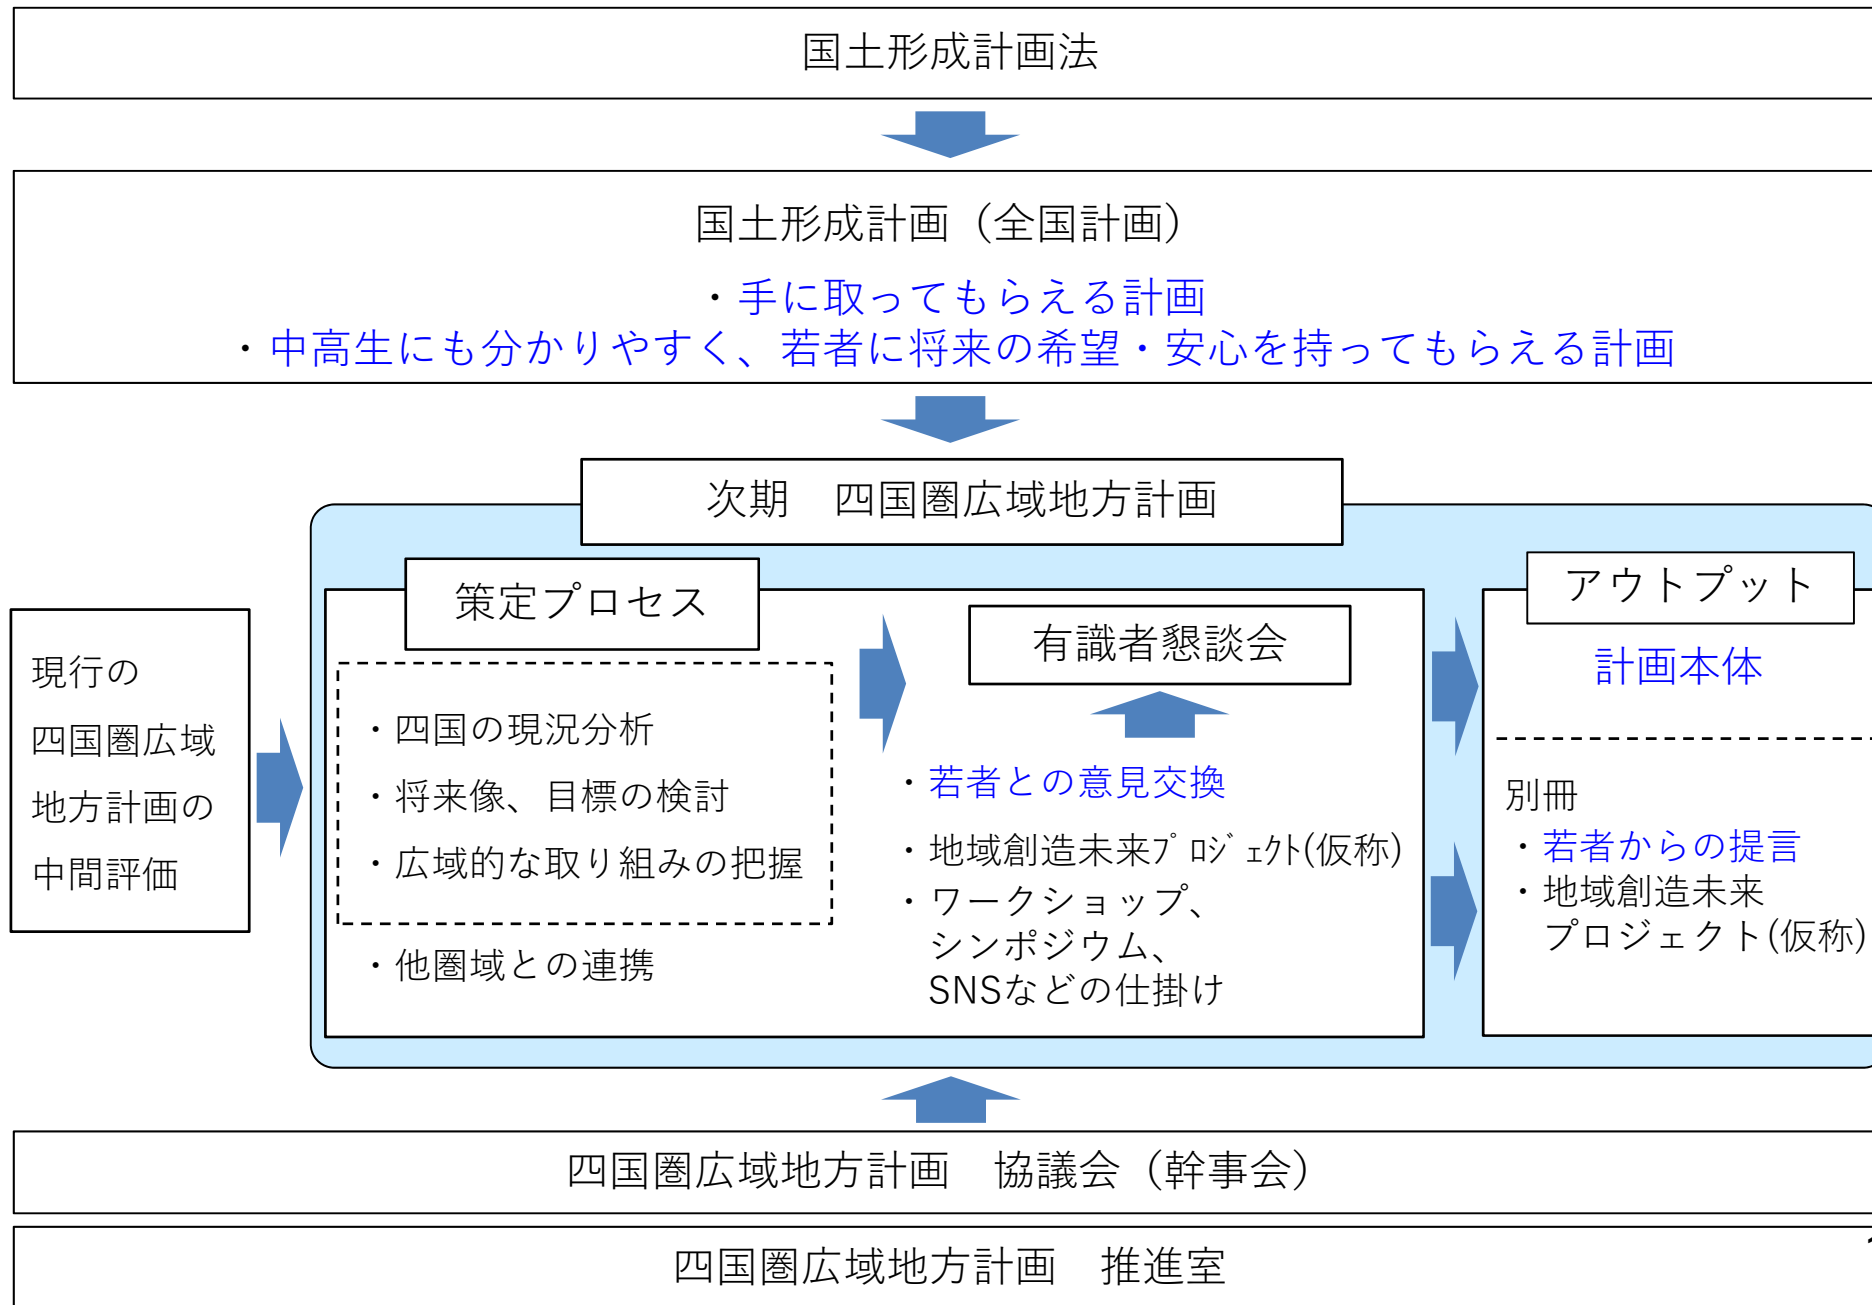 国土形成計画法
国土形成計画（全国計画）
・手に取ってもらえる計画
・中高生にも分かりやすく、若者に将来の希望・安心を持ってもらえる計画
次期　四国圏広域地方計画
現行の
四国圏広域
地方計画の
中間評価
策定プロセス
・四国の現況分析
・将来像、目標の検討
・広域的な取り組みの把握
・他圏域との連携
有識者懇談会
・若者との意見交換
・地域創造未来ﾌﾟﾛｼﾞｪｸﾄ(仮称)
・ワークショップ、
シンポジウム、
SNSなどの仕掛け
アウトプット
計画本体
別冊
・若者からの提言
・地域創造未来
プロジェクト(仮称)
四国圏広域地方計画　協議会（幹事会）
四国圏広域地方計画　推進室